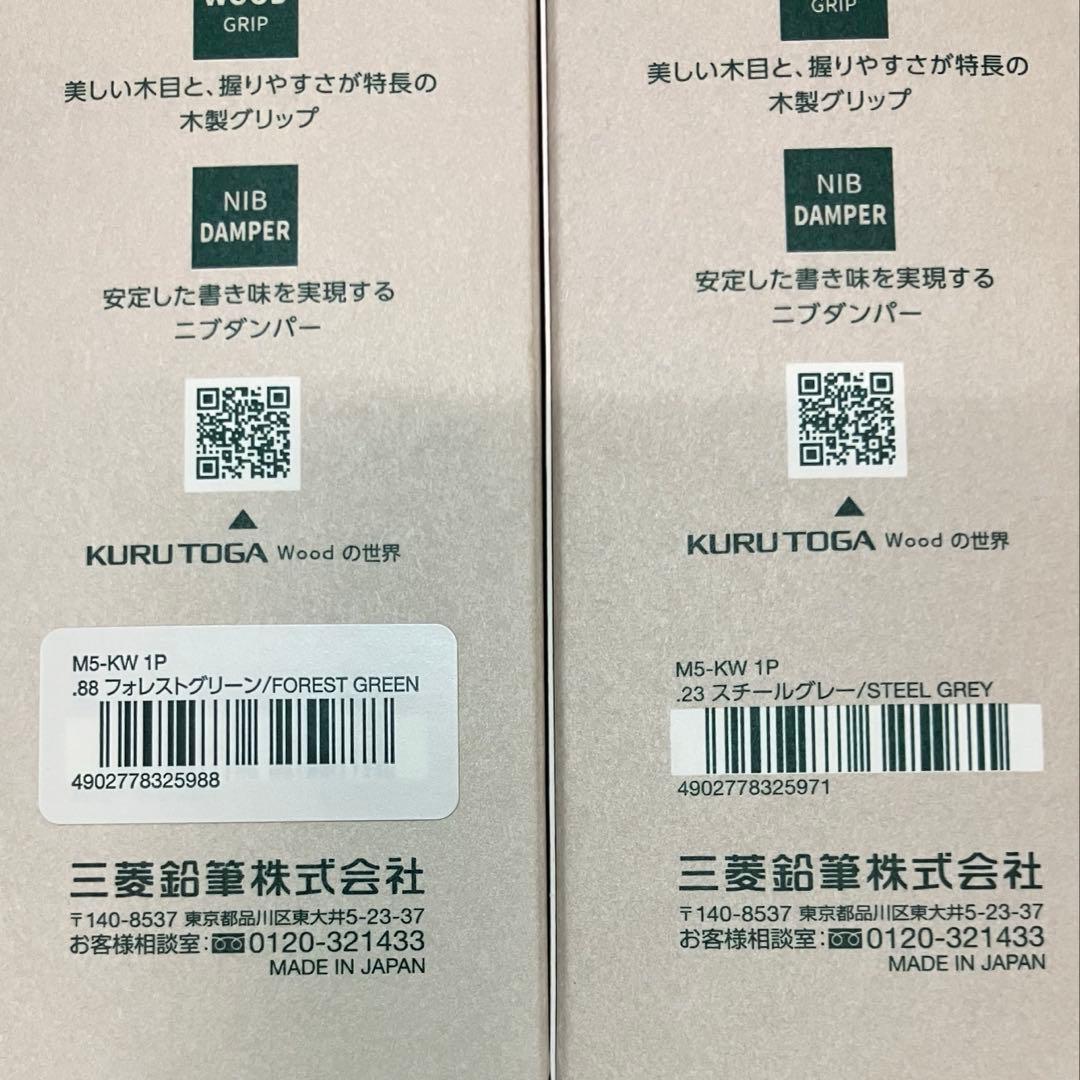 WOOD
GRIP
美しい木目と、握りやすさが特長の
木製グリップ
NIB
DAMPER
安定した書き味を実現する
ニブダンパー
KURU TOGA Wood の世界
M5-KW 1P
.88 フォレストグリーン/FOREST GREEN
4902778325988
三菱鉛筆株式会社
〒140-8537 東京都品川区東大井5-23-37
お客様相談室:0120-321433
MADE IN JAPAN
GRIP
美しい木目と、握りやすさが特長の
木製グリップ
NIB
DAMPER
安定した書き味を実現する
ニブダンパー
KURU TOGA Wood の世界
M5-KW 1P
.23 スチールグレー/STEEL GREY
4902778325971
三菱鉛筆株式会社
〒140-8537 東京都品川区東大井5-23-37
お客様相談室:0120-321433
MADE IN JAPAN